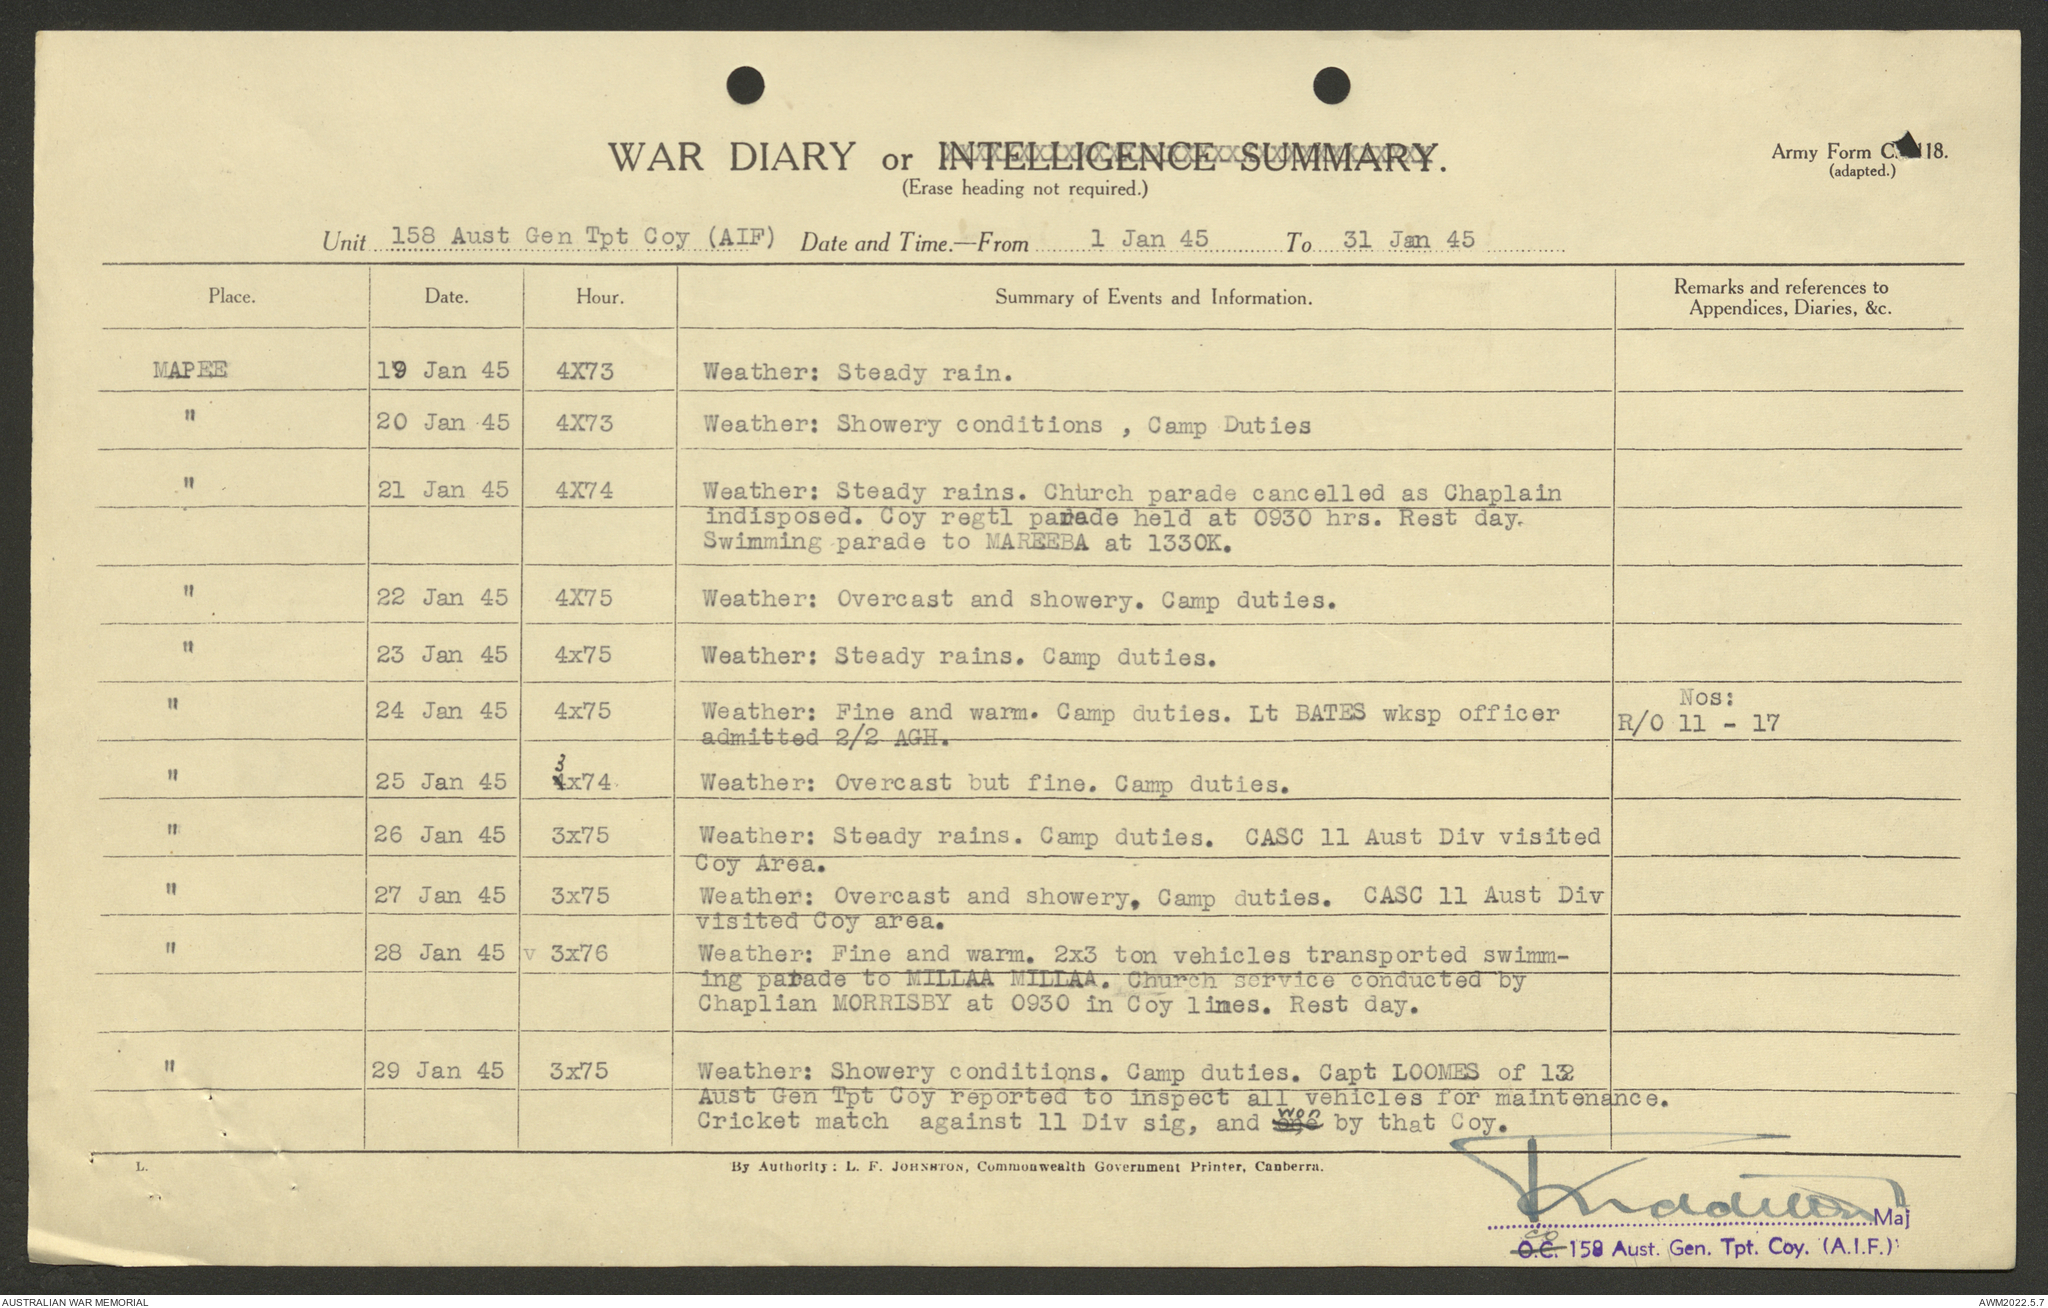 WAR DIARY or INTELLIGENCE SUMMARY.
(Erase heading not required.)
Army Form C. 118.
(adapted.)
Unit 158 Aust Gen Tpt Coy (AIF) Date and Time.—From 1 Jan 45 To 31 Jan 45
Place. Date. Hour. Summary of Events and Information. Remarks and references to
Appendices, Diaries, &c.
MAPEE 19 Jan 45 4X73 Weather: Steady rain.
" 20 Jan 45 4X73 Weather: Showery conditions , Camp Duties
" 21 Jan 45 4X74 Weather: Steady rains. Church parade cancelled as Chaplain
indisposed. Coy regtl parade held at 0930 hrs. Rest day.
Swimming parade to MAREEBA at 1330K.
" 22 Jan 45 4X75 Weather: Overcast and showery. Camp duties.
" 23 Jan 45 4x75 Weather: Steady rains. Camp duties.
" 24 Jan 45 4x75 Weather: Fine and warm. Camp duties. Lt BATES wksp officer
admitted 2/2 AGH.
Nos:
R/O 11 - 17
" 25 Jan 45 3x74 Weather: Overcast but fine. Camp duties.
" 26 Jan 45 3x75 Weather: Steady rains. Camp duties. CASC 11 Aust Div visited
Coy Area.
" 27 Jan 45 3x75 Weather: Overcast and showery. Camp duties. CASC 11 Aust Div
visited Coy area.
" 28 Jan 45 v 3x76 Weather: Fine and warm. 2x3 ton vehicles transported swimm-
ing parade to MILLAA MILLAA. Church service conducted by
Chaplian MORRISBY at 0930 in Coy lines. Rest day.
" 29 Jan 45 3x75 Weather: Showery conditions. Camp duties. Capt LOOMES of 132
Aust Gen Tpt Coy reported to inspect all vehicles for maintenance.
Cricket match against 11 Div sig, and won by that Coy.
L. By Authority: L. F. JOHNSTON, Commonwealth Government Printer, Canberra.
Maj
CO
O.C. 158 Aust. Gen. Tpt. Coy. (A.I.F.)
AUSTRALIAN WAR MEMORIAL
AWM2022.5.7